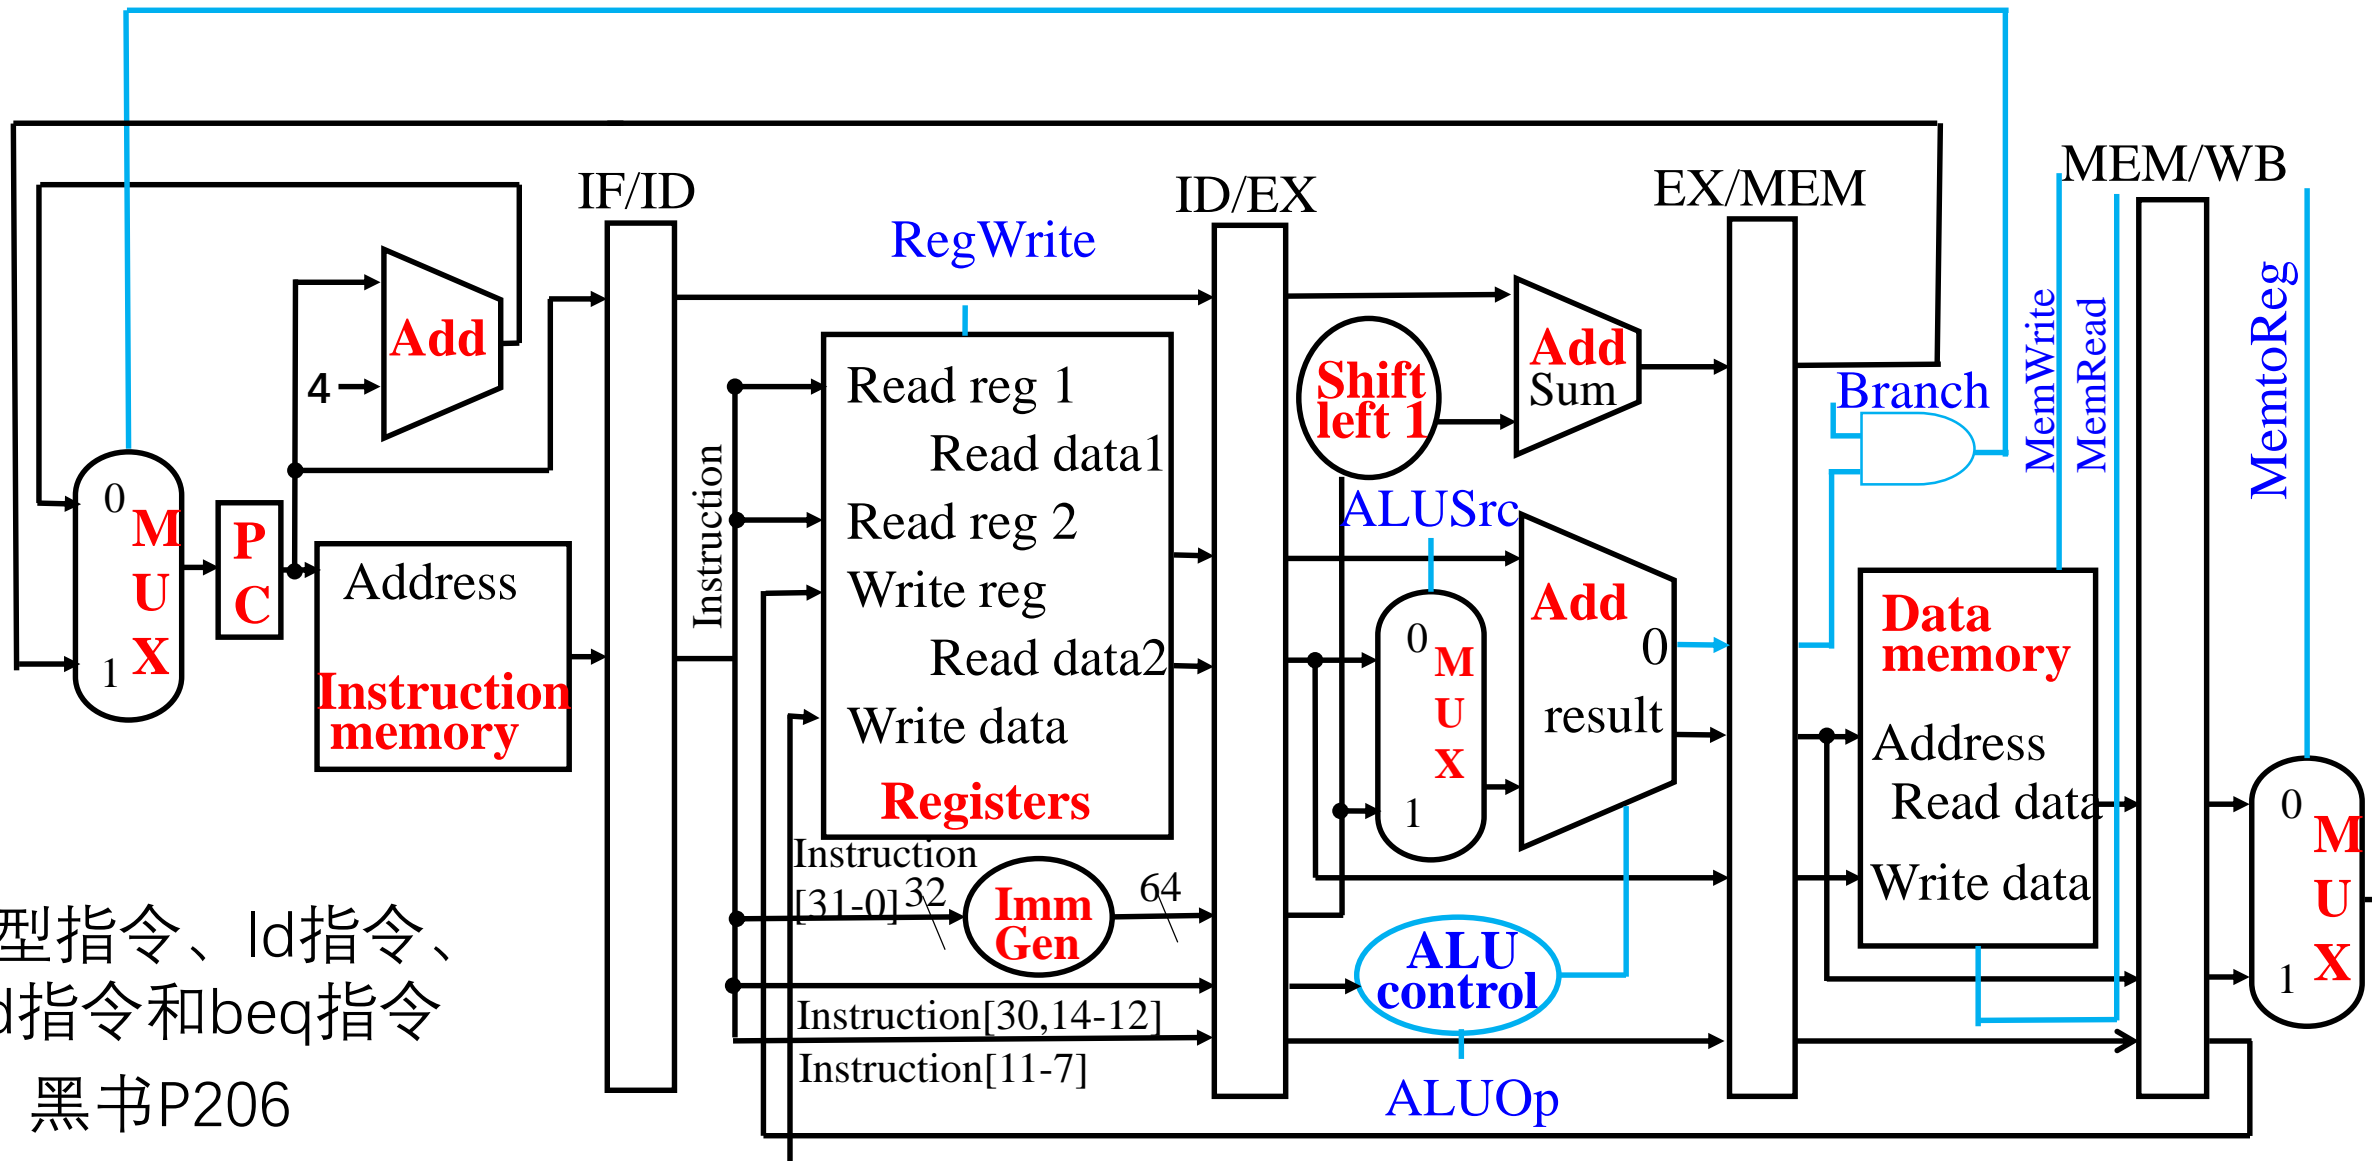 IF/ID
ID/EX
EX/MEM
MEM/WB
RegWrite
Add
4
0
M
U
X
1
P
C
Address
Instruction
memory
Instruction
Read reg 1
Read data1
Read reg 2
Write reg
Read data2
Write data
Registers
Instruction
[31-0]
32
Imm
Gen
64
Instruction[30,14-12]
Instruction[11-7]
Shift
left 1
Add
Sum
ALUSrc
0
M
U
X
1
Add
0
result
ALU
control
ALUOp
Branch
MemWrite
MemRead
MemtoReg
Data
memory
Address
Read data
Write data
0
M
U
X
1
型指令、ld指令、
d指令和beq指令
黑书P206